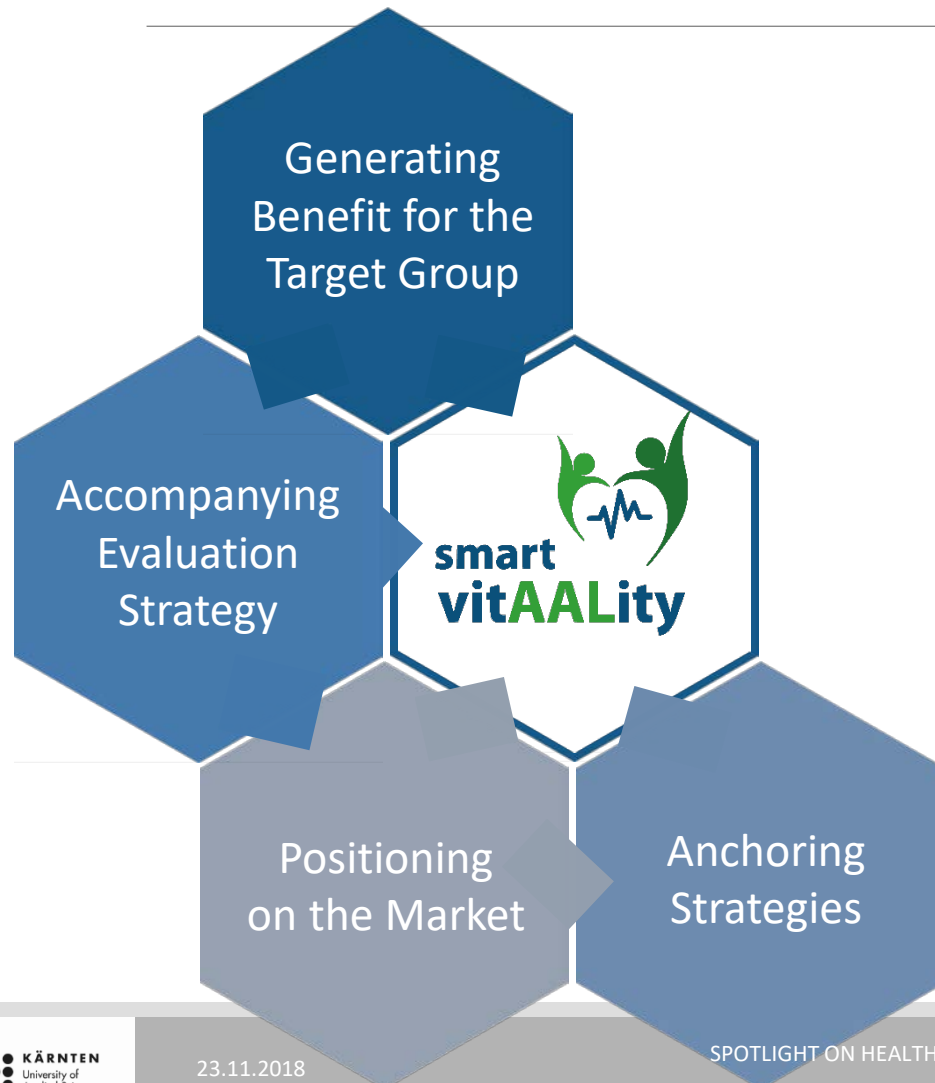 Generating
Benefit for the
Target Group
Accompanying
Evaluation
Strategy
smart
vitAALity
Positioning
on the Market
Anchoring
Strategies
KÄRNTEN
University of
23.11.2018
SPOTLIGHT ON HEALTH